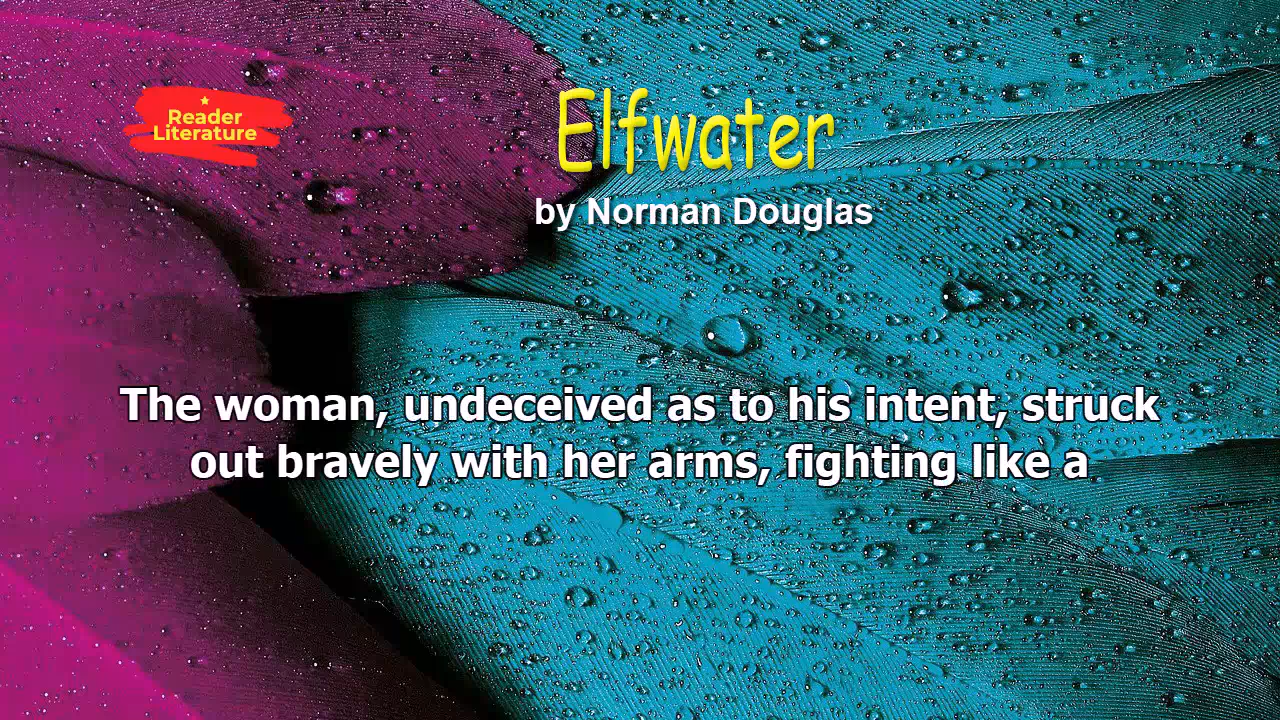 Reader
Literature
Elfwater
by Norman Douglas
The woman, undeceived as to his intent, struck
out bravely with her arms, fighting like a